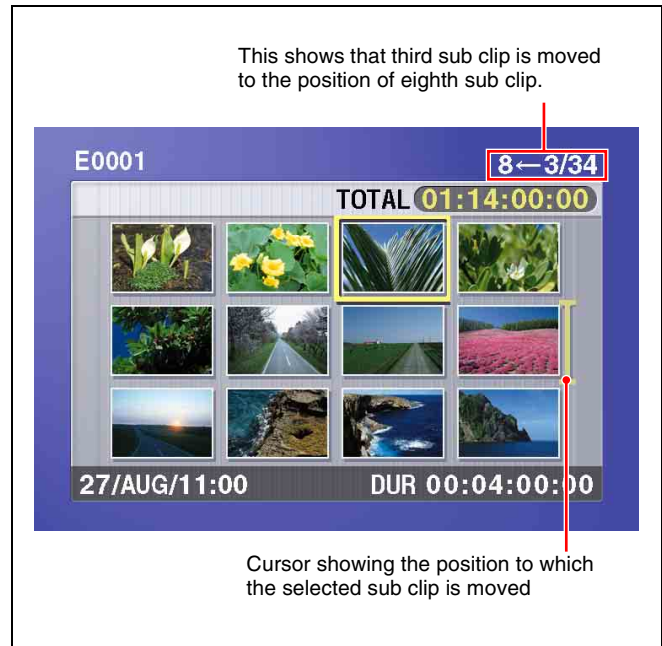 This shows that third sub clip is moved
to the position of eighth sub clip.
E0001
8←3/34
TOTAL 01:14:00:00
27/AUG/11:00
DUR 00:04:00:00
Cursor showing the position to which
the selected sub clip is moved